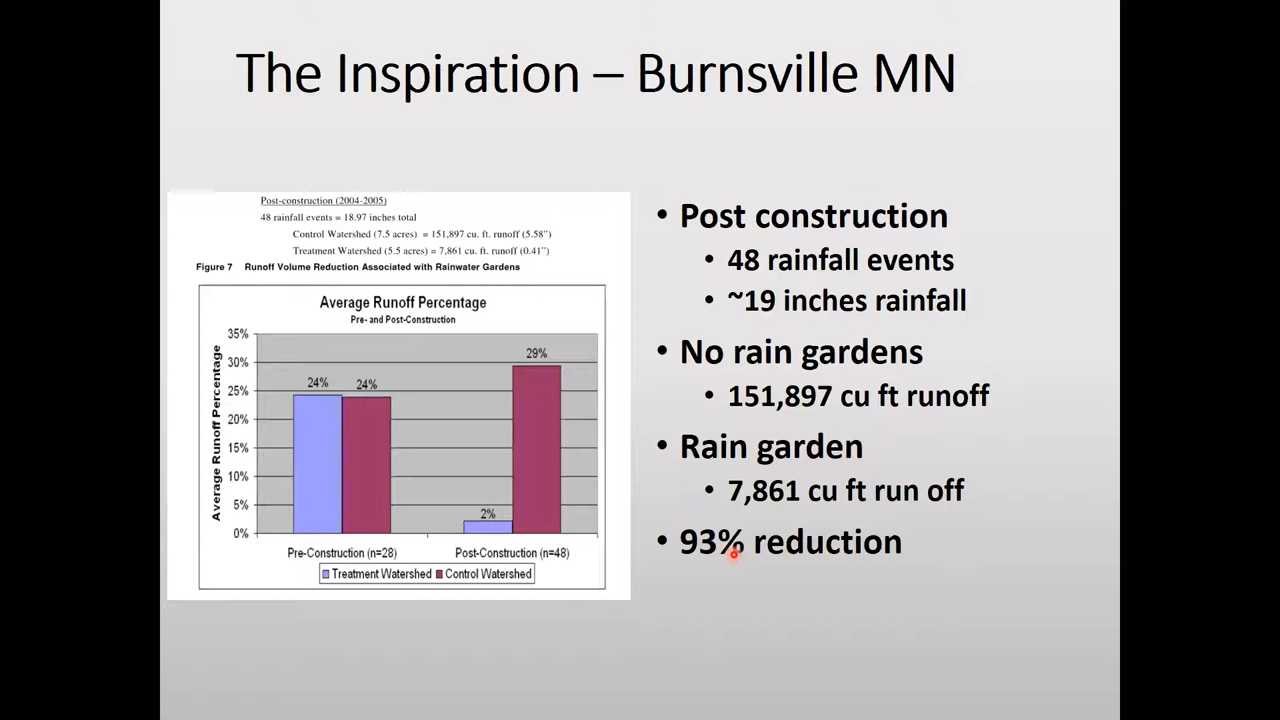 The Inspiration – Burnsville MN
Post-construction (2004-2005)
48 rainfall events = 18.97 inches total
Control Watershed (7.5 acres) = 151,897 cu. ft. runoff (5.58")
Treatment Watershed (5.5 acres) = 7,861 cu. ft. runoff (0.41")
Figure 7 Runoff Volume Reduction Associated with Rainwater Gardens
Average Runoff Percentage
Pre- and Post-Construction
Average Runoff Percentage
35%
30%
25%
20%
15%
10%
5%
0%
24%
24%
2%
29%
Pre-Construction (n=28)
Post-Construction (n=48)
Treatment Watershed
Control Watershed
• Post construction
• 48 rainfall events
• ~19 inches rainfall
• No rain gardens
• 151,897 cu ft runoff
• Rain garden
• 7,861 cu ft run off
• 93% reduction